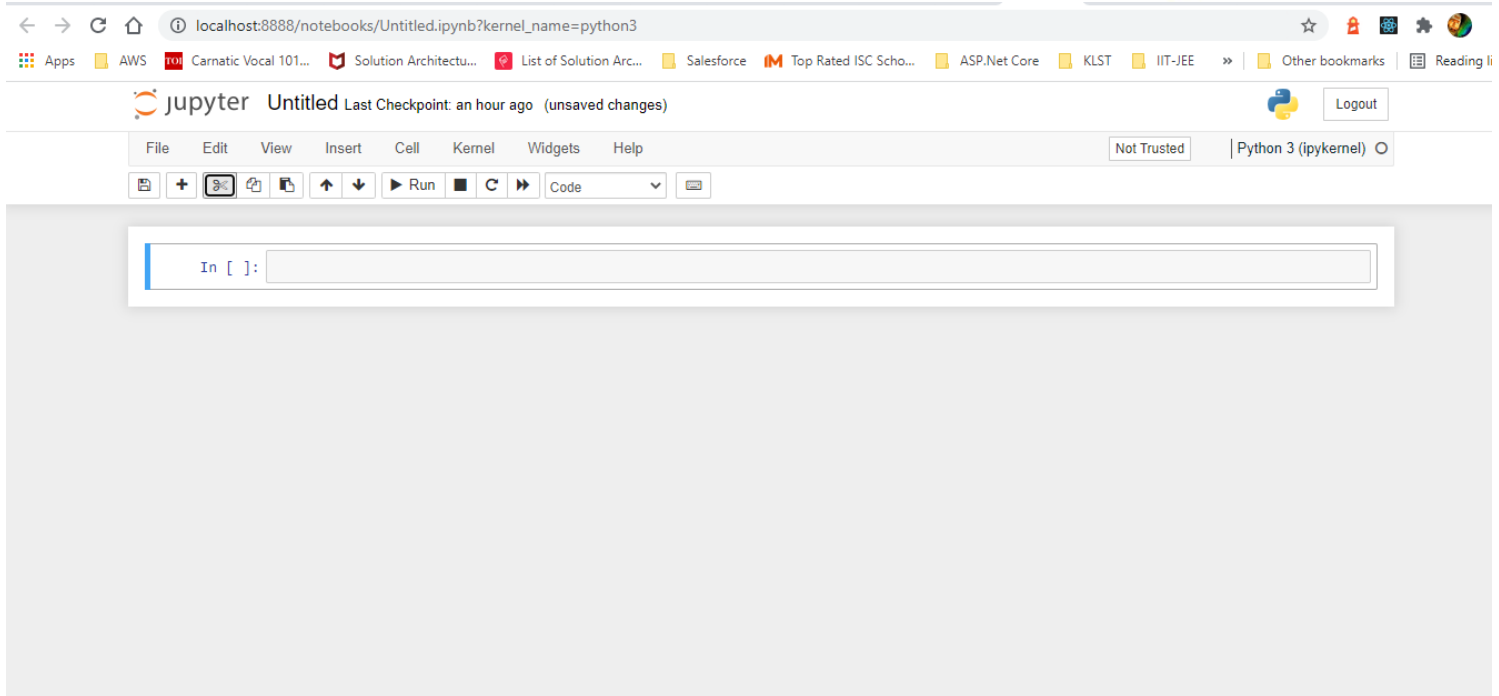 localhost:8888/notebooks/Untitled.ipynb?kernel_name=python3
Apps AWS TOI Carnatic Vocal 101... Solution Architectu... List of Solution Arc... Salesforce Top Rated ISC Scho... ASP.Net Core KLST IIT-JEE » Other bookmarks Reading li
jupyter Untitled Last Checkpoint: an hour ago (unsaved changes) Logout
File Edit View Insert Cell Kernel Widgets Help Not Trusted Python 3 (ipykernel)
Run Code
In [ ]: